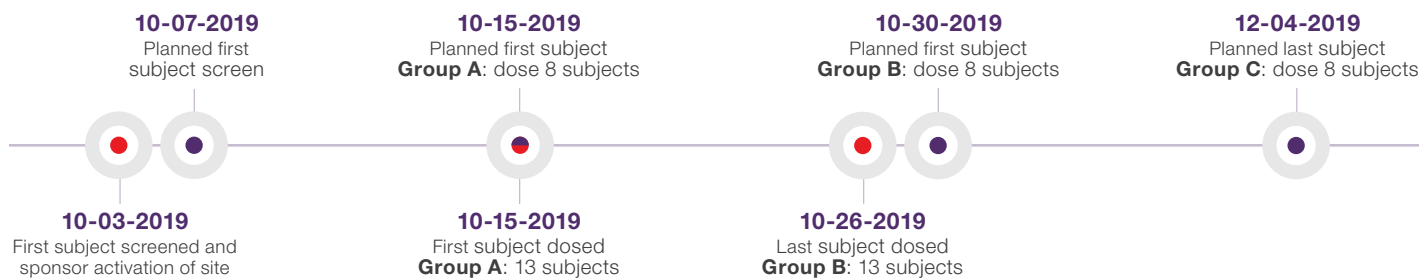 10-07-2019
Planned first
subject screen
10-15-2019
Planned first subject
Group A: dose 8 subjects
10-30-2019
Planned first subject
Group B: dose 8 subjects
12-04-2019
Planned last subject
Group C: dose 8 subjects
10-03-2019
First subject screened and
sponsor activation of site
10-15-2019
First subject dosed
Group A: 13 subjects
10-26-2019
Last subject dosed
Group B: 13 subjects